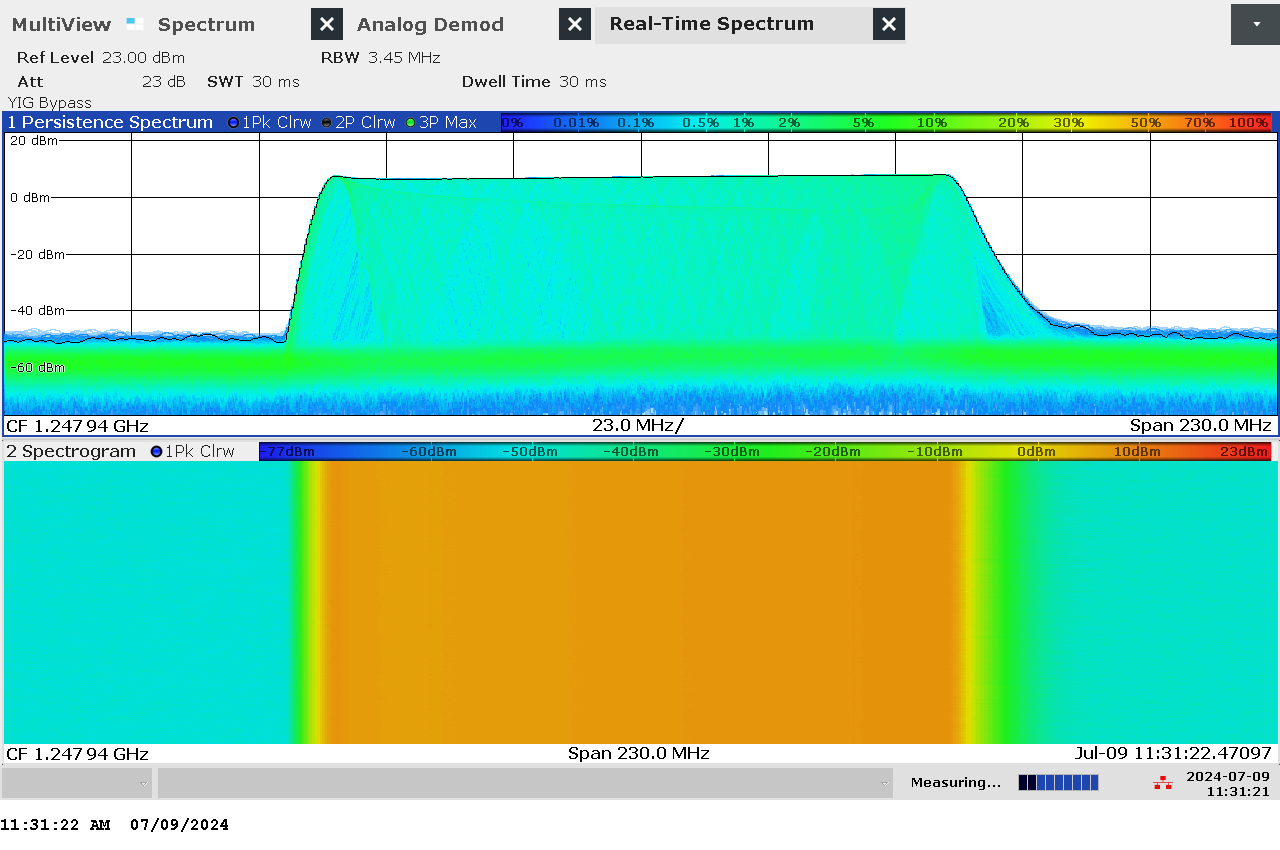 MultiView Spectrum Analog Demod Real-Time Spectrum
Ref Level 23.00 dBm RBW 3.45 MHz
Att 23 dB SWT 30 ms Dwell Time 30 ms
YIG Bypass
1 Persistence Spectrum 1Pk Clrw 2P Clrw 3P Max 0% 0.01% 0.1% 0.5% 1% 2% 5% 10% 20% 30% 50% 70% 100%
20 dBm
0 dBm
-20 dBm
-40 dBm
-60 dBm
CF 1.247 94 GHz 23.0 MHz/ Span 230.0 MHz
2 Spectrogram 1Pk Clrw -77dBm -60dBm -50dBm -40dBm -30dBm -20dBm -10dBm 0dBm 10dBm 23dBm
CF 1.247 94 GHz Span 230.0 MHz Jul-09 11:31:22.47097
Measuring... 2024-07-09
11:31:21
11:31:22 AM 07/09/2024